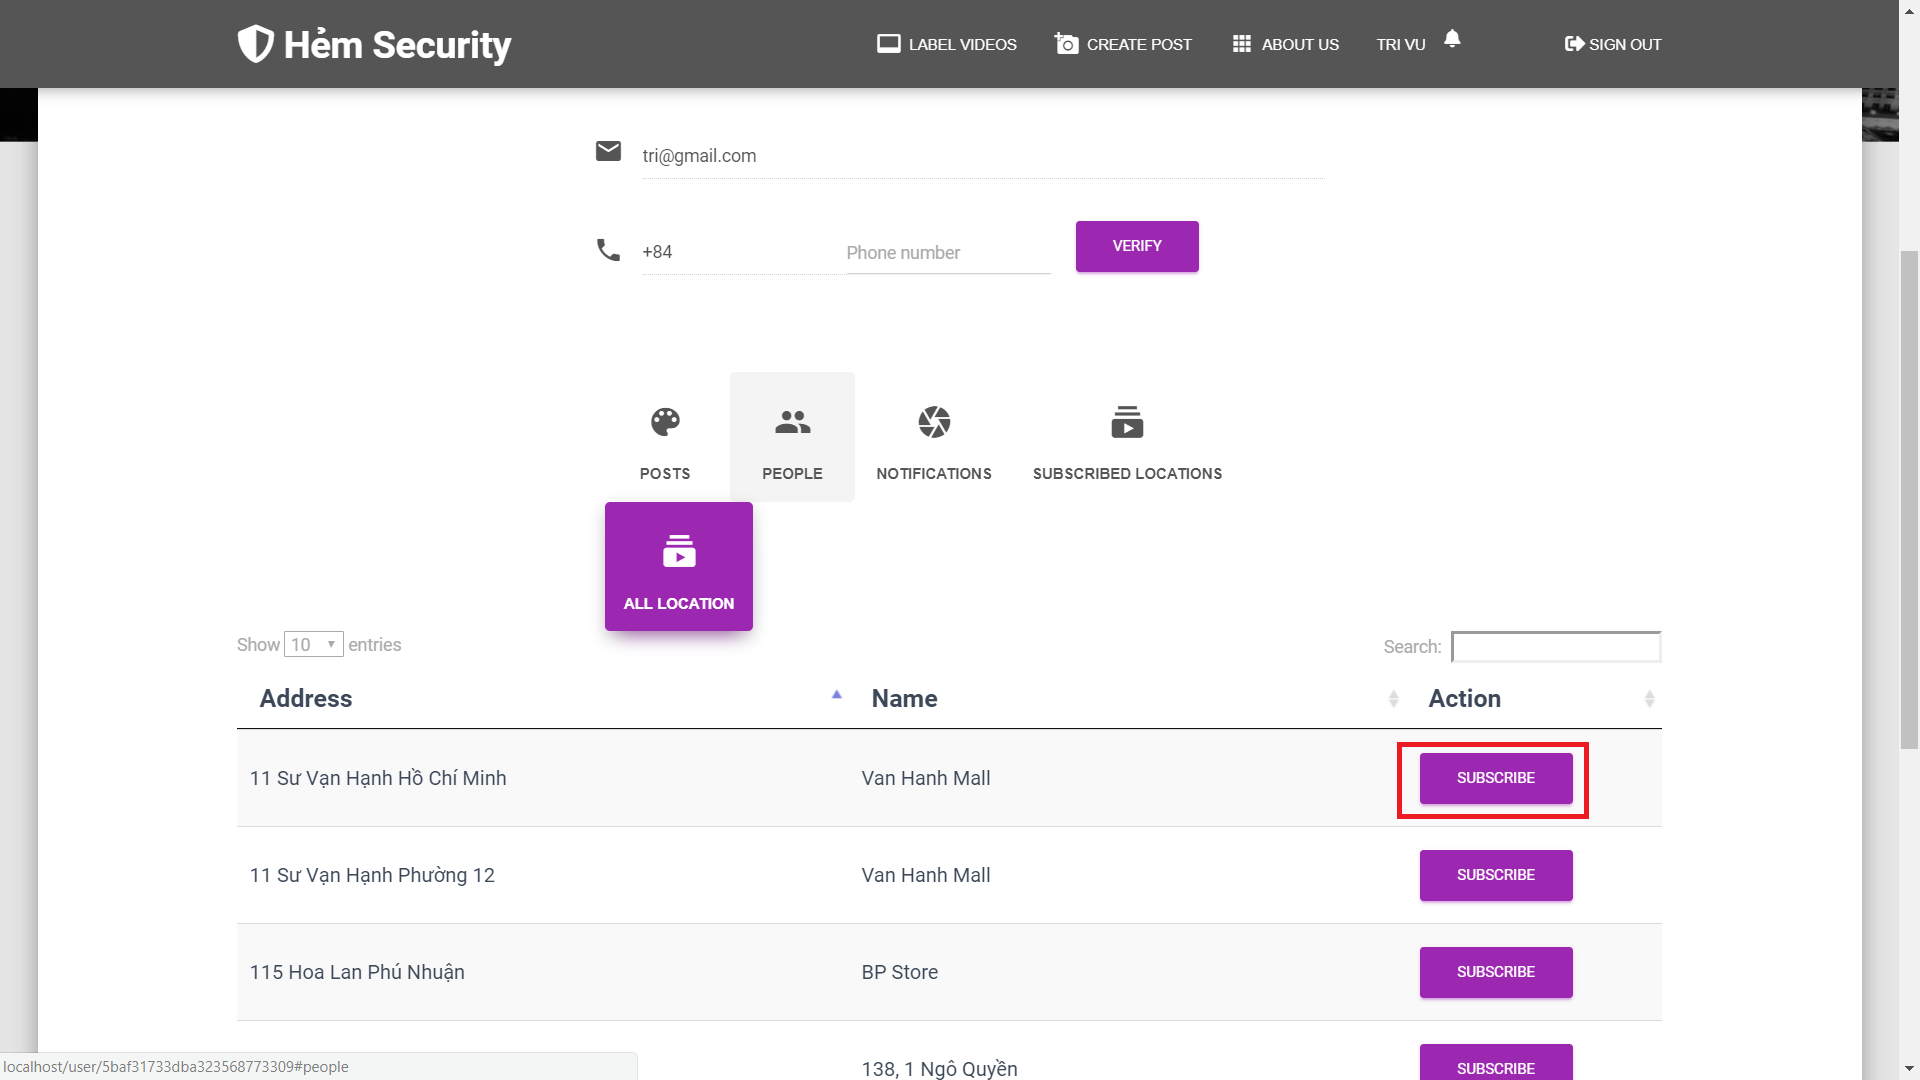 Hẻm Security
LABEL VIDEOS
CREATE POST
ABOUT US
TRI VU
SIGN OUT
tri@gmail.com
+84
Phone number
VERIFY
POSTS
PEOPLE
NOTIFICATIONS
SUBSCRIBED LOCATIONS
ALL LOCATION
Show 10 entries
Search:
Address Name Action
11 Sư Vạn Hạnh Hồ Chí Minh Van Hanh Mall SUBSCRIBE
11 Sư Vạn Hạnh Phường 12 Van Hanh Mall SUBSCRIBE
115 Hoa Lan Phú Nhuận BP Store SUBSCRIBE
138, 1 Ngô Quyền SUBSCRIBE
localhost/user/5baf31733dba323568773309#people